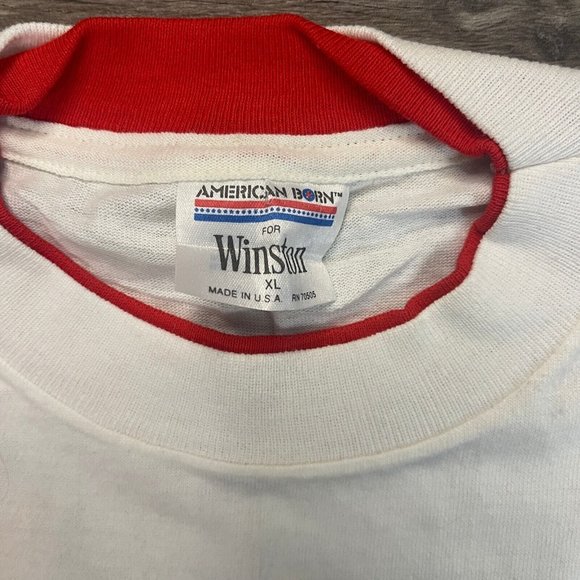 AMERICAN BORN™
FOR
Winston
XL
MADE IN U.S.A. RN 70505